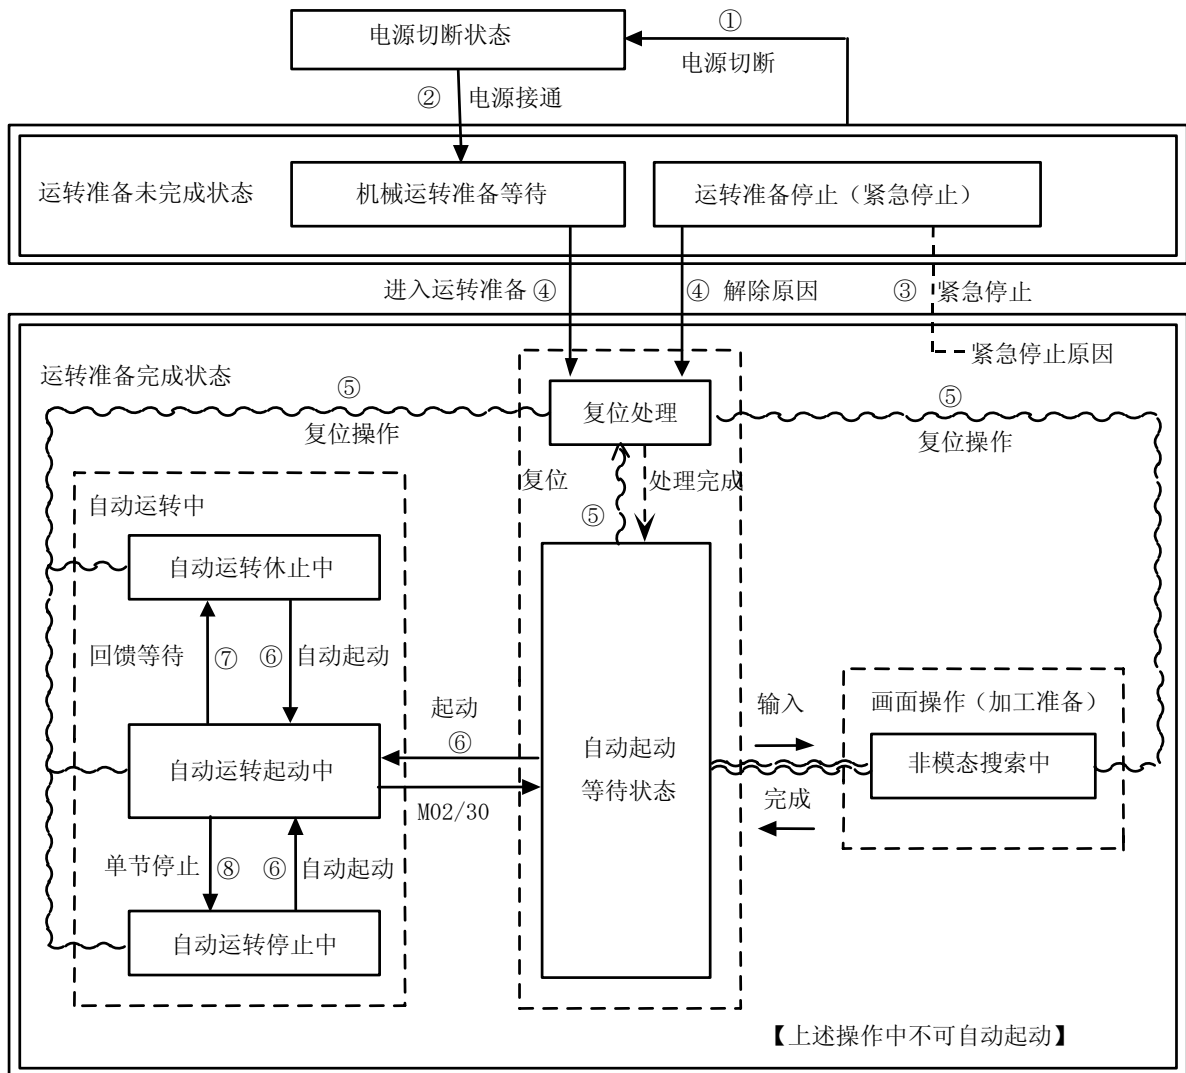 电源切断状态
①
电源切断
②
电源接通
运转准备未完成状态
机械运转准备等待
运转准备停止（紧急停止）
进入运转准备
④
④
解除原因
③
紧急停止
紧急停止原因
运转准备完成状态
⑤
复位操作
复位处理
⑤
复位操作
复位
处理完成
⑤
自动运转中
自动运转休止中
回馈等待
⑦
⑥
自动起动
自动运转起动中
起动
⑥
M02/30
自动起动
等待状态
输入
完成
画面操作（加工准备）
非模态搜索中
单节停止
⑧
⑥
自动起动
自动运转停止中
【上述操作中不可自动起动】